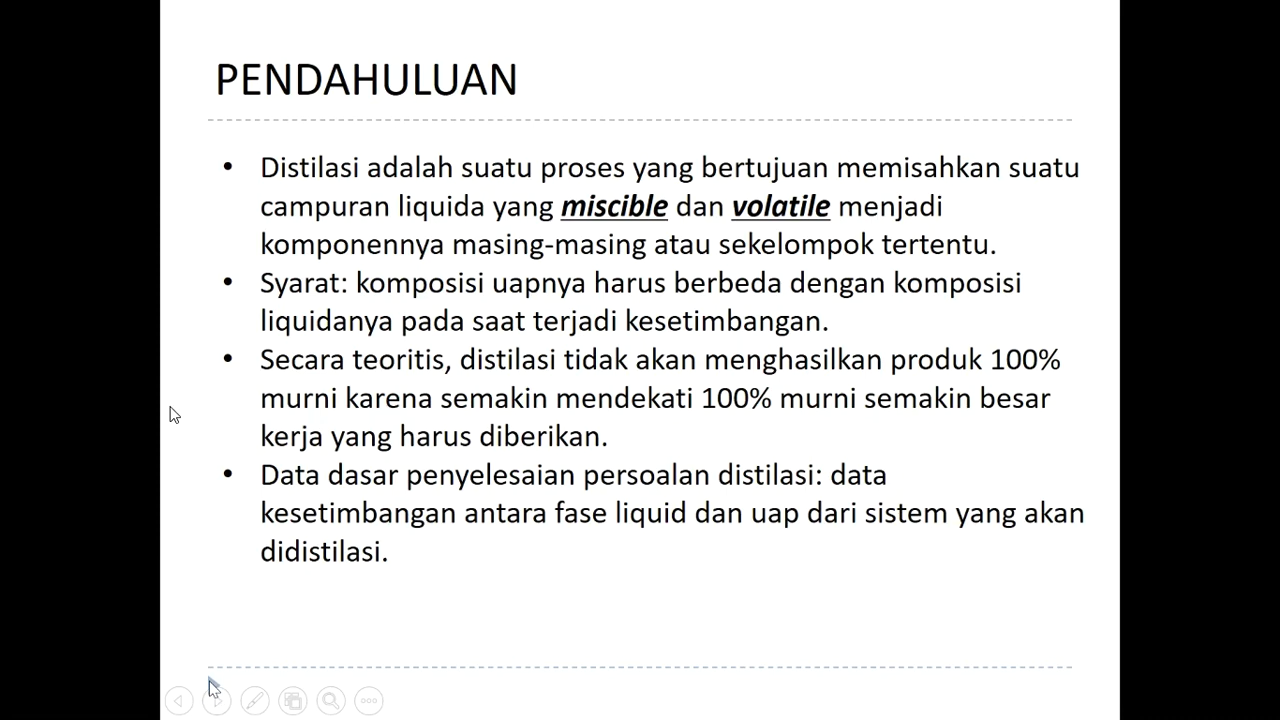 PENDAHULUAN
• Distilasi adalah suatu proses yang bertujuan memisahkan suatu
campuran liquida yang miscible dan volatile menjadi
komponennya masing-masing atau sekelompok tertentu.
• Syarat: komposisi uapnya harus berbeda dengan komposisi
liquidanya pada saat terjadi kesetimbangan.
• Secara teoritis, distilasi tidak akan menghasilkan produk 100%
murni karena semakin mendekati 100% murni semakin besar
kerja yang harus diberikan.
• Data dasar penyelesaian persoalan distilasi: data
kesetimbangan antara fase liquid dan uap dari sistem yang akan
didistilasi.